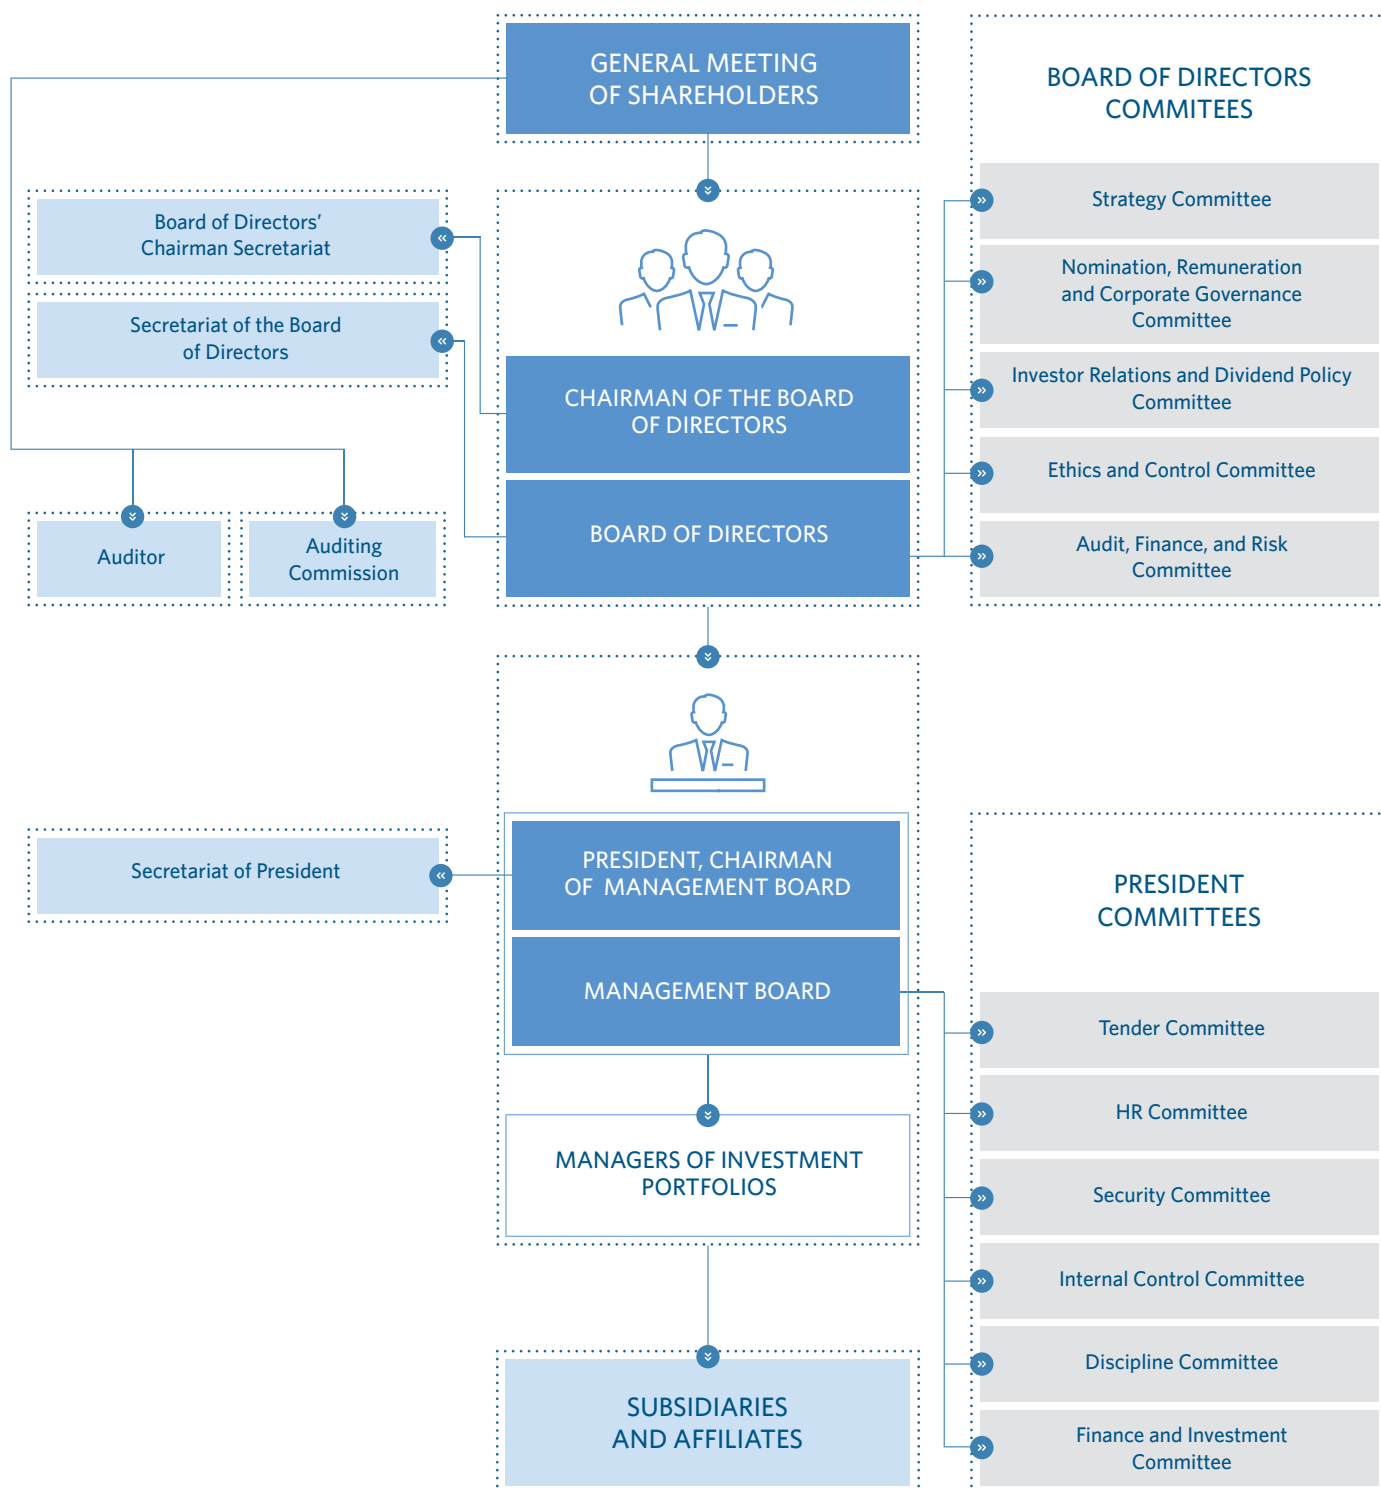 GENERAL MEETING
OF SHAREHOLDERS
BOARD OF DIRECTORS
COMMITEES
Strategy Committee
Nomination, Remuneration
and Corporate Governance
Committee
Investor Relations and Dividend Policy
Committee
Ethics and Control Committee
Audit, Finance, and Risk
Committee
Board of Directors’
Chairman Secretariat
Secretariat of the Board
of Directors
CHAIRMAN OF THE BOARD
OF DIRECTORS
BOARD OF DIRECTORS
Auditor
Auditing
Commission
Secretariat of President
PRESIDENT, CHAIRMAN
OF MANAGEMENT BOARD
MANAGEMENT BOARD
MANAGERS OF INVESTMENT
PORTFOLIOS
SUBSIDIARIES
AND AFFILIATES
PRESIDENT
COMMITTEES
Tender Committee
HR Committee
Security Committee
Internal Control Committee
Discipline Committee
Finance and Investment
Committee